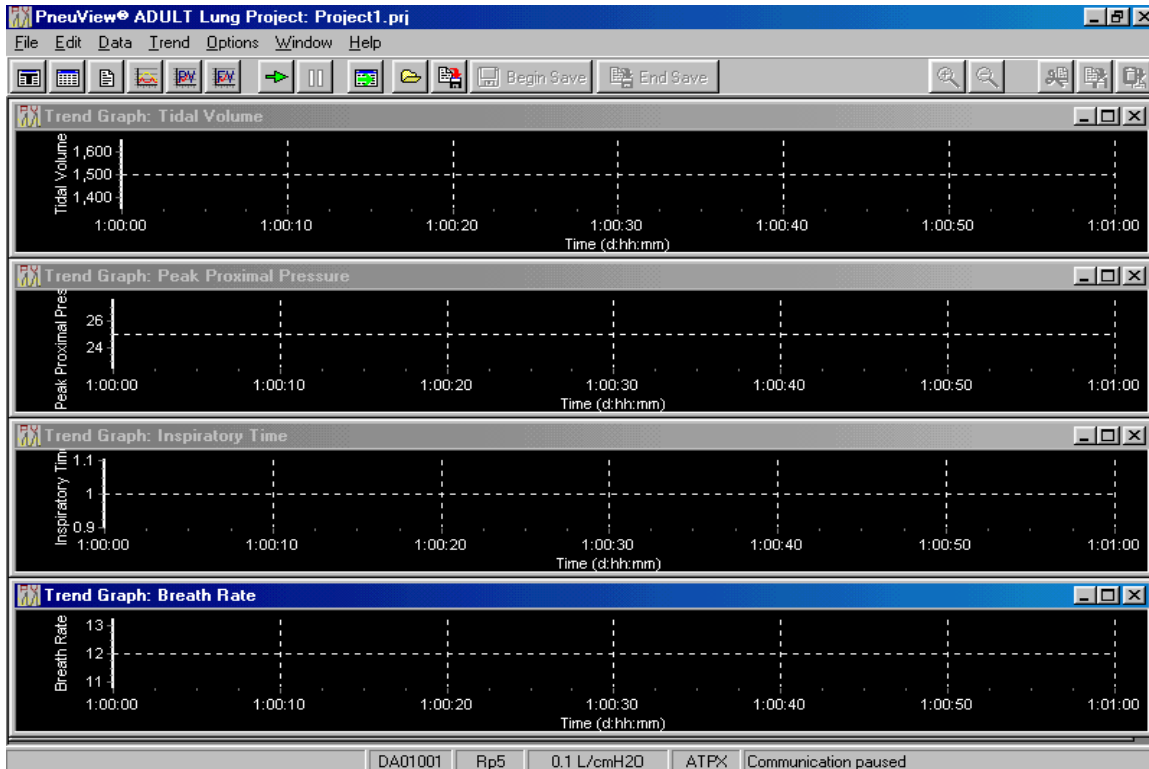 PneuView® ADULT Lung Project: Project1.prj
File Edit Data Trend Options Window Help
PV FV Begin Save End Save
Trend Graph: Tidal Volume
Tidal Volume
1,600
1,500
1,400
1:00:00 1:00:10 1:00:20 1:00:30 1:00:40 1:00:50 1:01:00
Time (d:hh:mm)
Trend Graph: Peak Proximal Pressure
Peak Proximal Pres
26
24
1:00:00 1:00:10 1:00:20 1:00:30 1:00:40 1:00:50 1:01:00
Time (d:hh:mm)
Trend Graph: Inspiratory Time
Inspiratory Tim
1.1
1
0.9
1:00:00 1:00:10 1:00:20 1:00:30 1:00:40 1:00:50 1:01:00
Time (d:hh:mm)
Trend Graph: Breath Rate
Breath Rate
13
12
11
1:00:00 1:00:10 1:00:20 1:00:30 1:00:40 1:00:50 1:01:00
Time (d:hh:mm)
DA01001 Rp5 0.1 L/cmH2O ATPX Communication paused